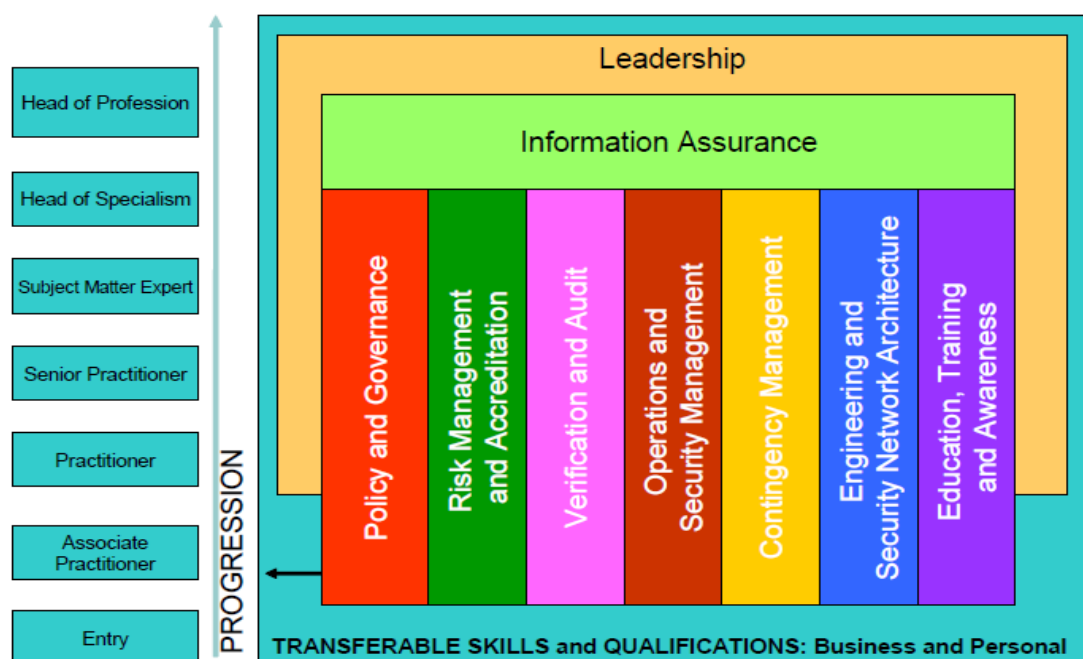 Head of Profession
Head of Specialism
Subject Matter Expert
Senior Practitioner
Practitioner
Associate
Practitioner
Entry
PROGRESSION
Leadership
Information Assurance
Policy and Governance
Risk Management
and Accreditation
Verification and Audit
Operations and
Security Management
Contingency Management
Engineering and
Security Network Architecture
Education, Training
and Awareness
TRANSFERABLE SKILLS and QUALIFICATIONS: Business and Personal